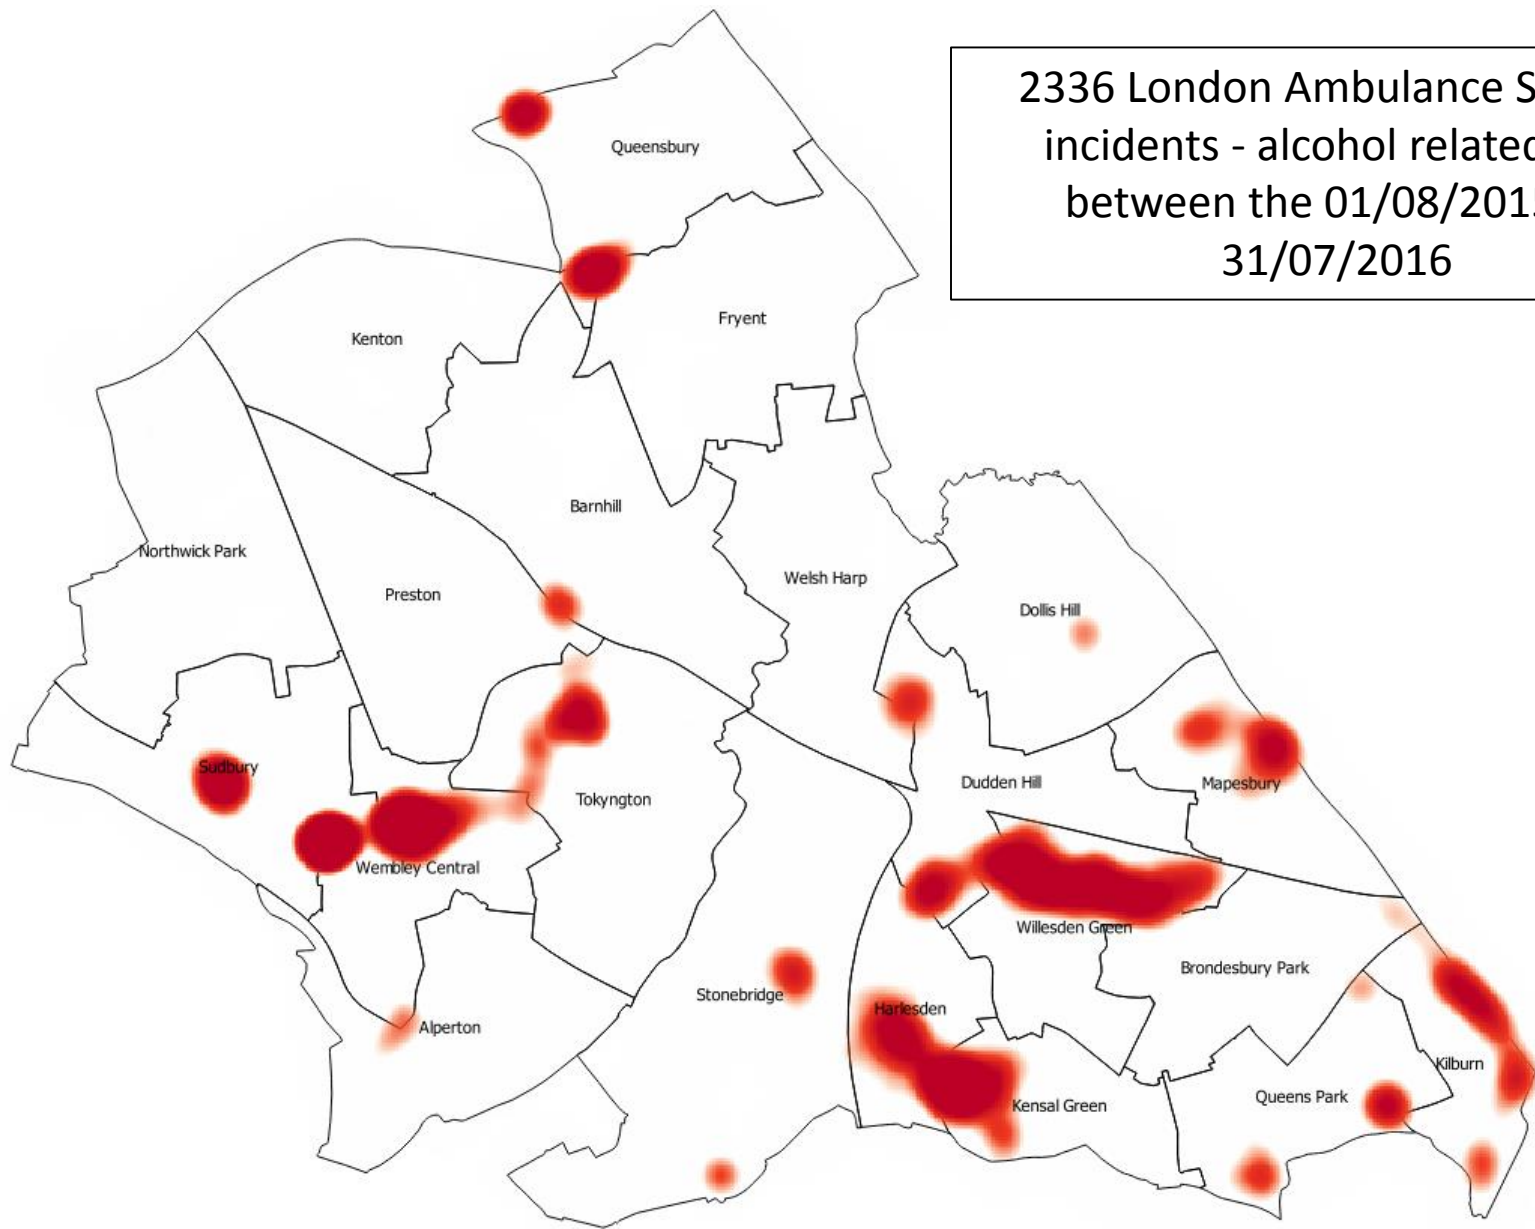 2336 London Ambulance S
incidents - alcohol related
between the 01/08/201
31/07/2016
Queensbury
Fryent
Kenton
Barnhill
Northwick Park
Welsh Harp
Preston
Dollis Hill
Sudbury
Dudden Hill
Mapesbury
Tokyngton
Wembley Central
Willesden Green
Brondesbury Park
Stonebridge
Harlesden
Alperton
Kilburn
Queens Park
Kensal Green